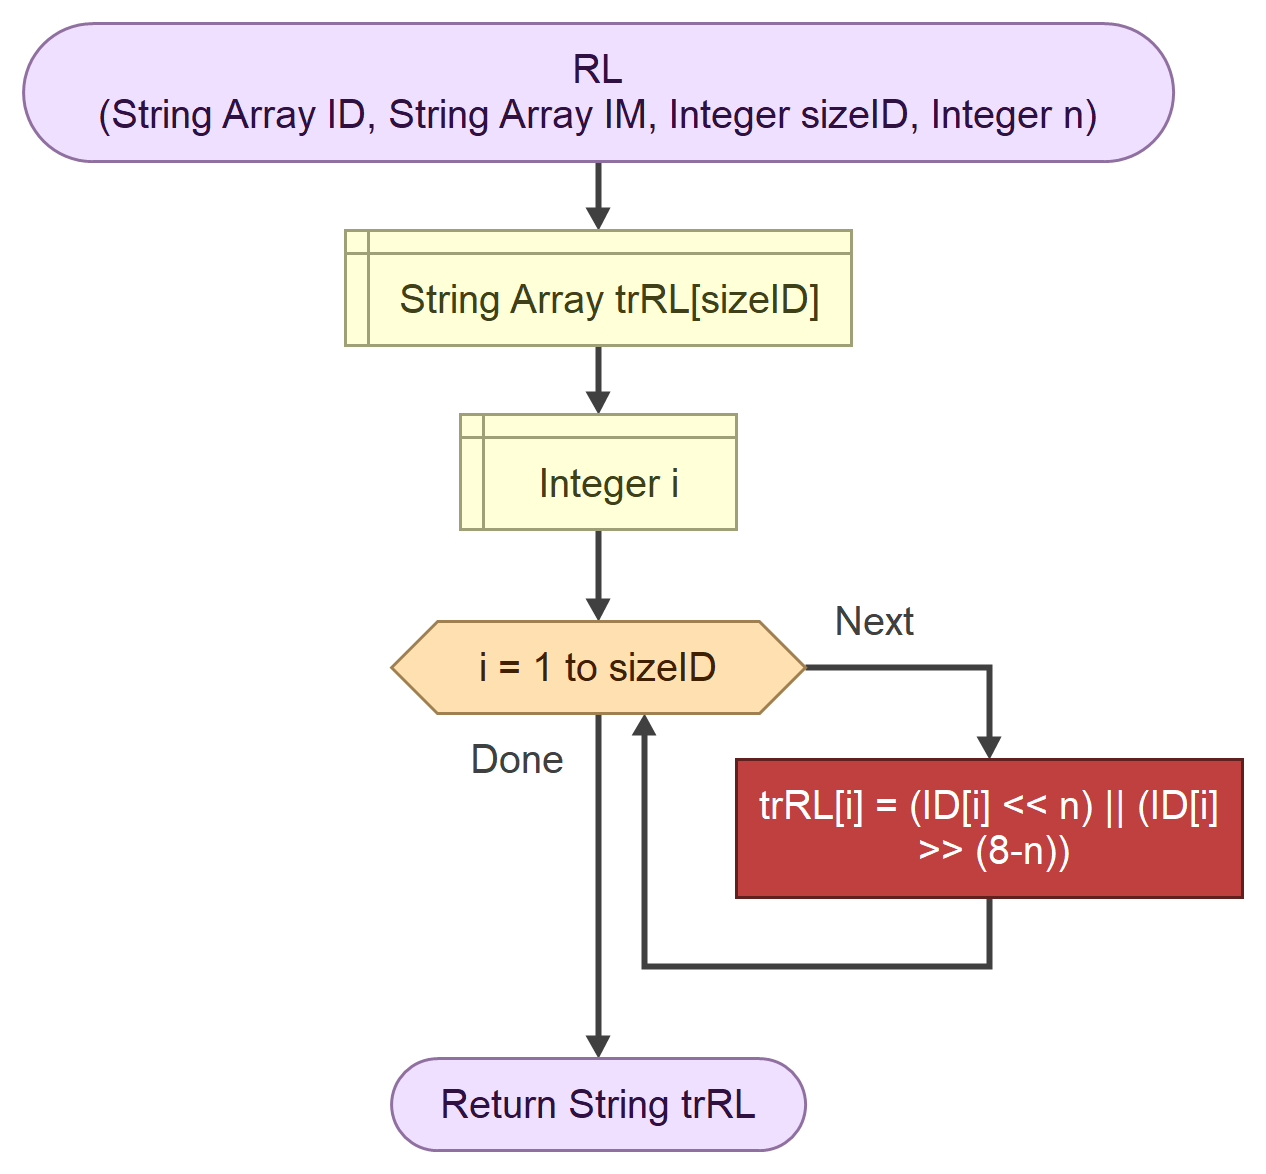 RL
(String Array ID, String Array IM, Integer sizeID, Integer n)
String Array trRL[sizeID]
Integer i
i = 1 to sizeID
Next
Done
trRL[i] = (ID[i] << n) || (ID[i]
>> (8-n))
Return String trRL